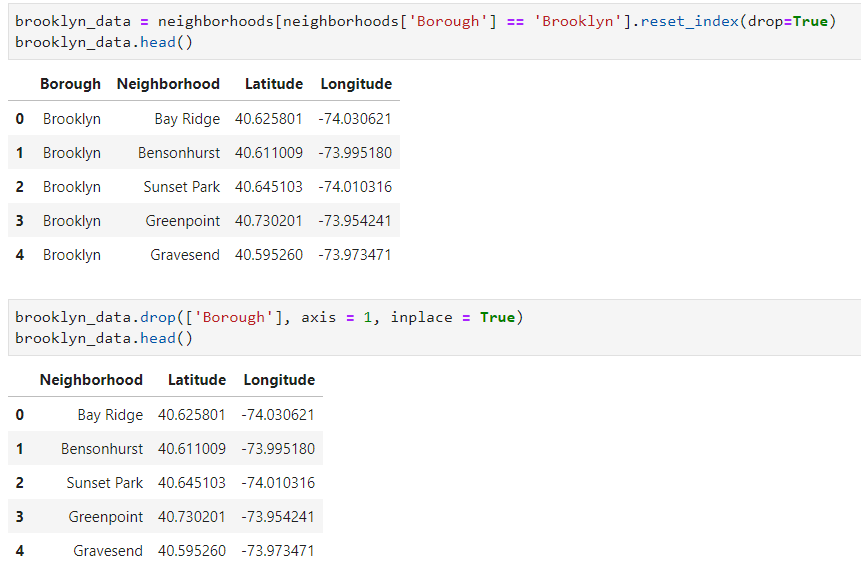 brooklyn_data = neighborhoods[neighborhoods['Borough'] == 'Brooklyn'].reset_index(drop=True)
brooklyn_data.head()
Borough Neighborhood Latitude Longitude
0 Brooklyn Bay Ridge 40.625801 -74.030621
1 Brooklyn Bensonhurst 40.611009 -73.995180
2 Brooklyn Sunset Park 40.645103 -74.010316
3 Brooklyn Greenpoint 40.730201 -73.954241
4 Brooklyn Gravesend 40.595260 -73.973471
brooklyn_data.drop(['Borough'], axis = 1, inplace = True)
brooklyn_data.head()
Neighborhood Latitude Longitude
0 Bay Ridge 40.625801 -74.030621
1 Bensonhurst 40.611009 -73.995180
2 Sunset Park 40.645103 -74.010316
3 Greenpoint 40.730201 -73.954241
4 Gravesend 40.595260 -73.973471